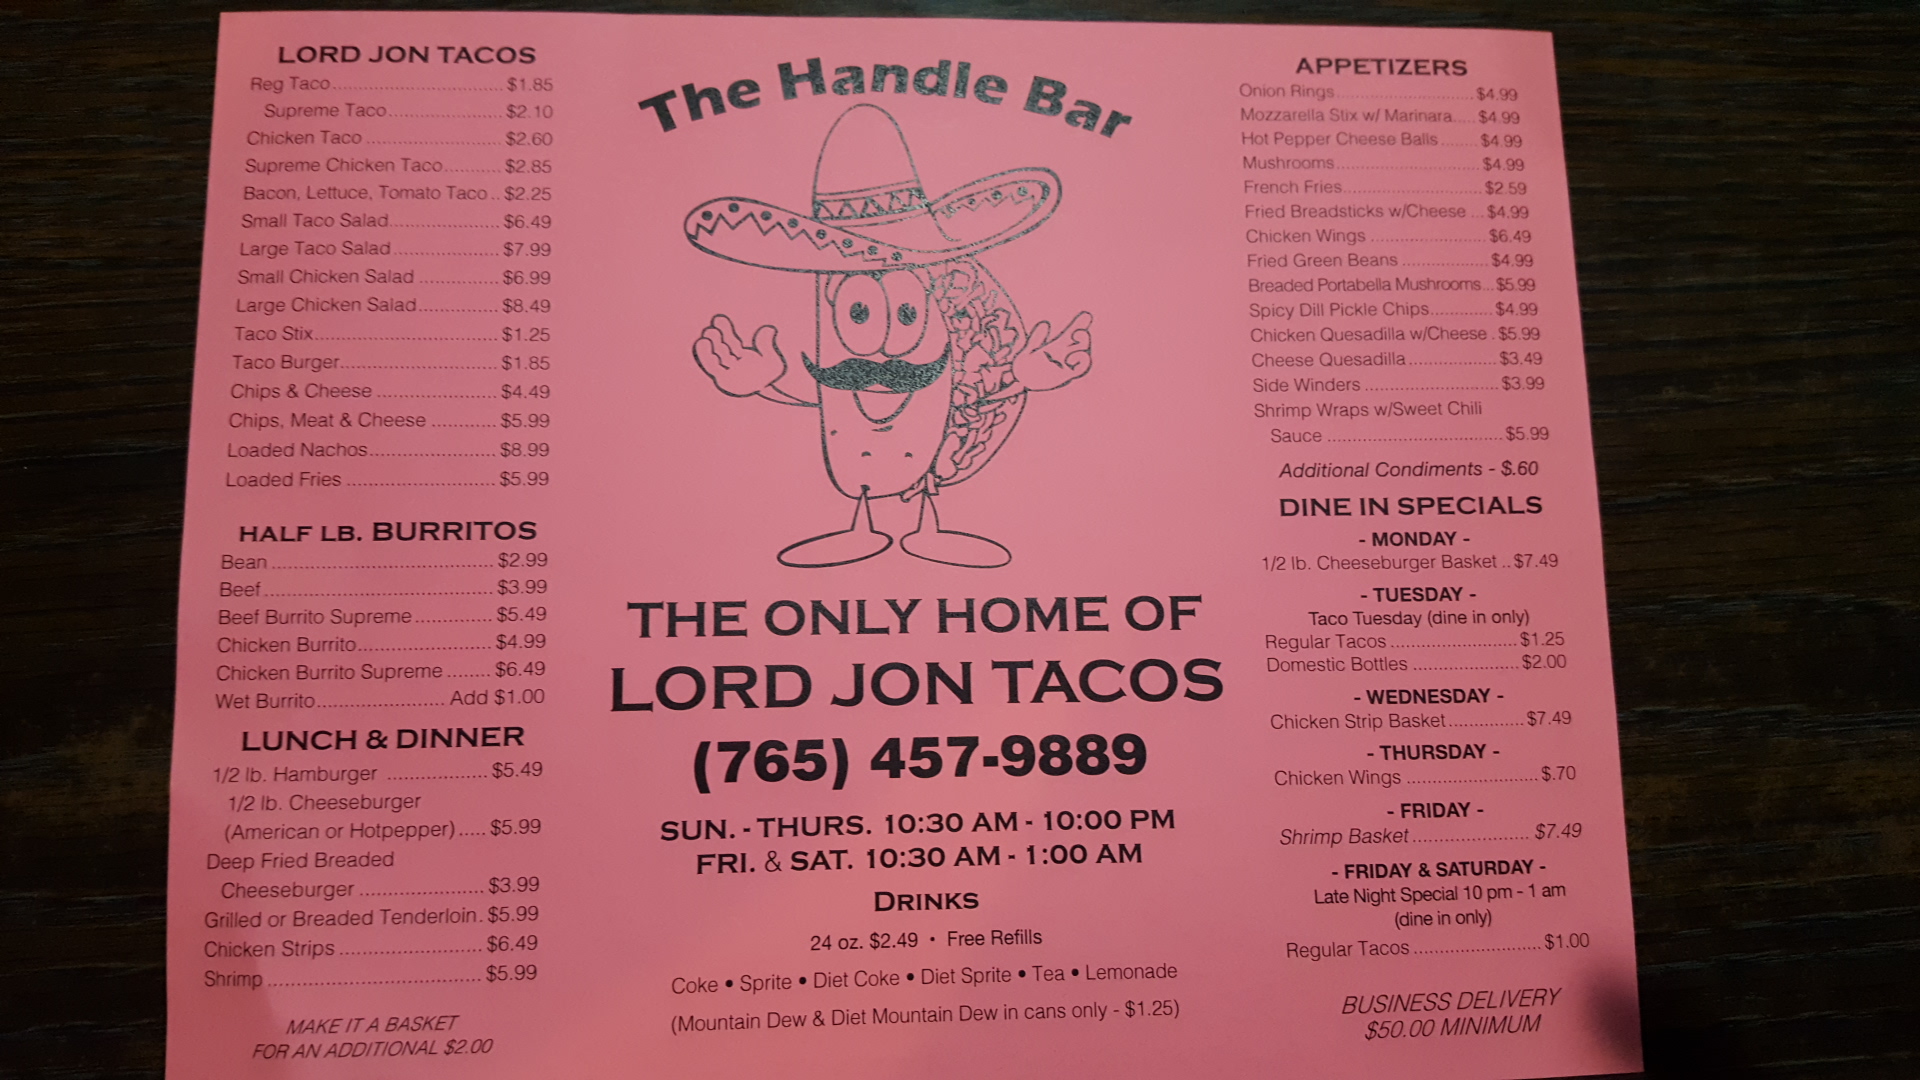 LORD JON TACOS
Reg Taco.................................. $1.85
Supreme Taco....................... $2.10
Chicken Taco ........................... $2.60
Supreme Chicken Taco........... $2.85
Bacon, Lettuce, Tomato Taco.. $2.25
Small Taco Salad...................... $6.49
Large Taco Salad..................... $7.99
Small Chicken Salad ................ $6.99
Large Chicken Salad................ $8.49
Taco Stix.................................... $1.25
Taco Burger............................... $1.85
Chips & Cheese ........................ $4.49
Chips, Meat & Cheese ............ $5.99
Loaded Nachos......................... $8.99
Loaded Fries ............................. $5.99
HALF LB. BURRITOS
Bean ........................................... $2.99
Beef............................................ $3.99
Beef Burrito Supreme.............. $5.49
Chicken Burrito.......................... $4.99
Chicken Burrito Supreme........ $6.49
Wet Burrito....................... Add $1.00
LUNCH & DINNER
1/2 lb. Hamburger .................. $5.49
1/2 lb. Cheeseburger
(American or Hotpepper)..... $5.99
Deep Fried Breaded
Cheeseburger ...................... $3.99
Grilled or Breaded Tenderloin. $5.99
Chicken Strips .......................... $6.49
Shrimp ....................................... $5.99
MAKE IT A BASKET
FOR AN ADDITIONAL $2.00
The Handle Bar
THE ONLY HOME OF
LORD JON TACOS
(765) 457-9889
SUN. - THURS. 10:30 AM - 10:00 PM
FRI. & SAT. 10:30 AM - 1:00 AM
DRINKS
24 oz. $2.49 • Free Refills
Coke • Sprite • Diet Coke • Diet Sprite • Tea • Lemonade
(Mountain Dew & Diet Mountain Dew in cans only - $1.25)
APPETIZERS
Onion Rings............................ $4.99
Mozzarella Stix w/ Marinara..... $4.99
Hot Pepper Cheese Balls ........ $4.99
Mushrooms............................. $4.99
French Fries............................ $2.59
Fried Breadsticks w/Cheese ... $4.99
Chicken Wings ........................ $6.49
Fried Green Beans .................. $4.99
Breaded Portabella Mushrooms... $5.99
Spicy Dill Pickle Chips............. $4.99
Chicken Quesadilla w/Cheese . $5.99
Cheese Quesadilla................... $3.49
Side Winders ............................ $3.99
Shrimp Wraps w/Sweet Chili
Sauce .................................... $5.99
Additional Condiments - $.60
DINE IN SPECIALS
- MONDAY -
1/2 lb. Cheeseburger Basket .. $7.49
- TUESDAY -
Taco Tuesday (dine in only)
Regular Tacos .......................... $1.25
Domestic Bottles ...................... $2.00
- WEDNESDAY -
Chicken Strip Basket............... $7.49
- THURSDAY -
Chicken Wings ........................... $.70
- FRIDAY -
Shrimp Basket........................ $7.49
- FRIDAY & SATURDAY -
Late Night Special 10 pm - 1 am
(dine in only)
Regular Tacos .......................... $1.00
BUSINESS DELIVERY
$50.00 MINIMUM